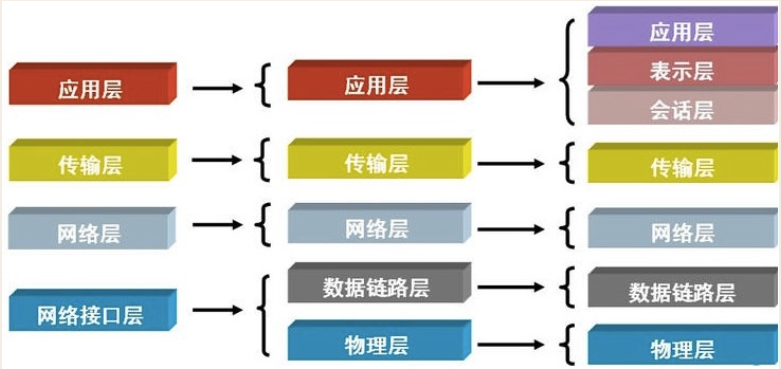 应用层
传输层
网络层
网络接口层
应用层
传输层
网络层
数据链路层
物理层
应用层
表示层
会话层
传输层
网络层
数据链路层
物理层